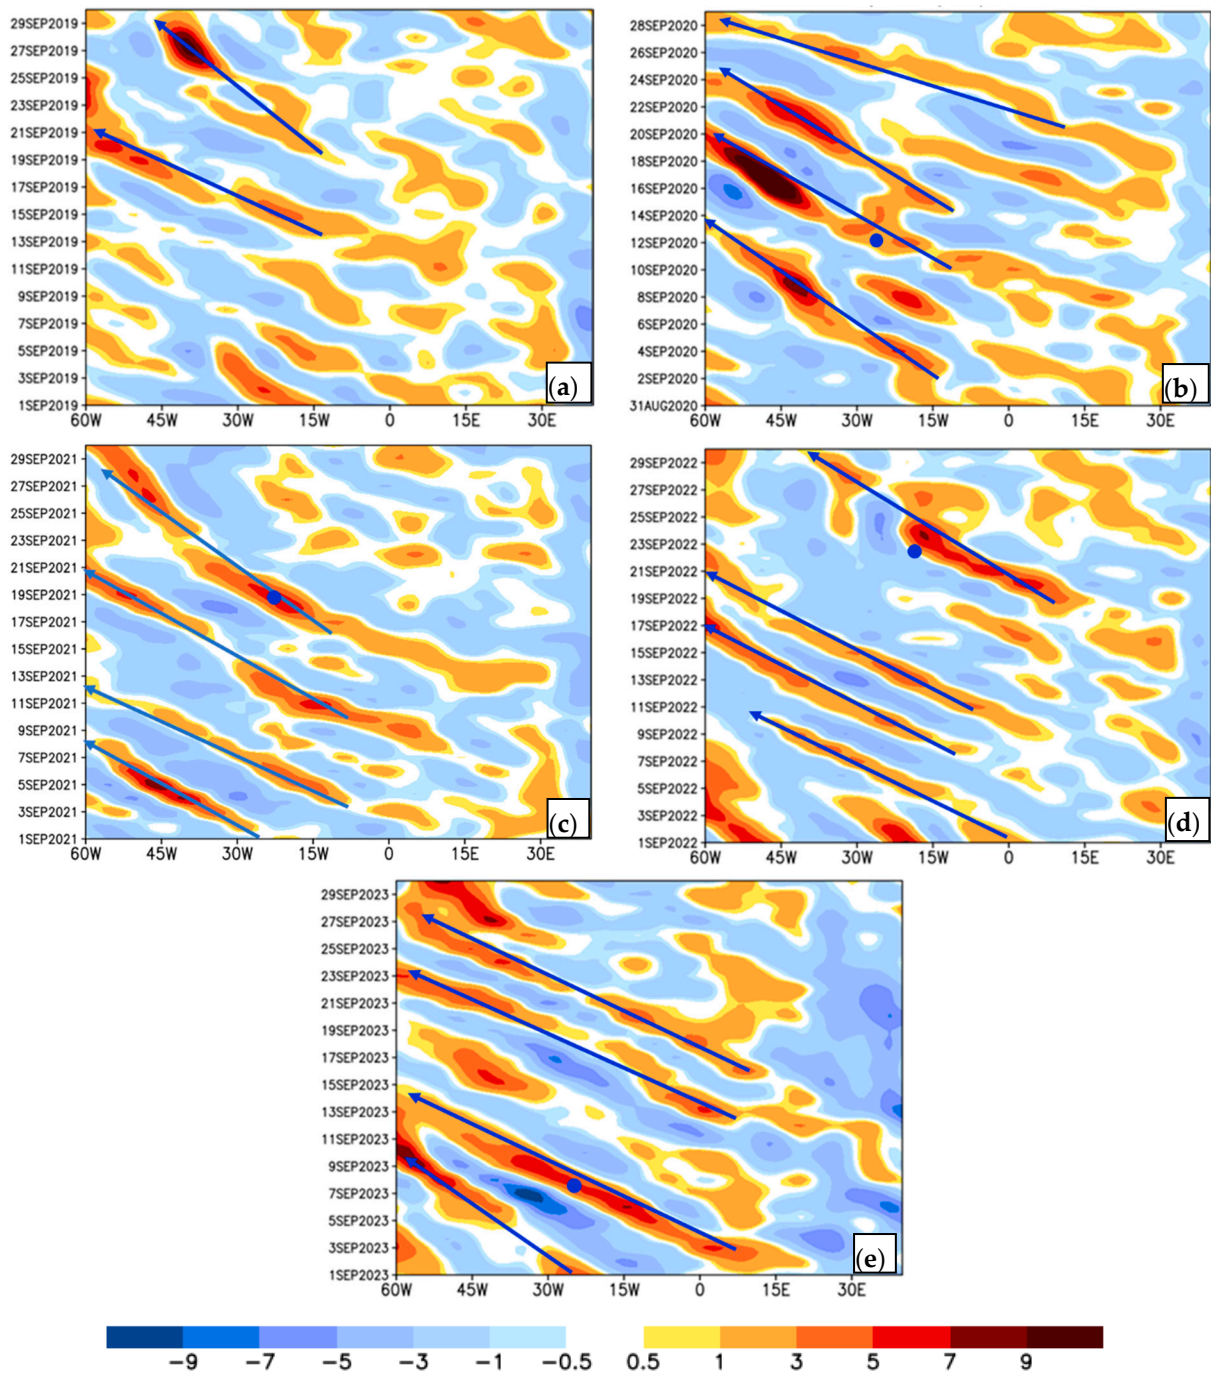 29SEP2019
27SEP2019
25SEP2019
23SEP2019
21SEP2019
19SEP2019
17SEP2019
15SEP2019
13SEP2019
11SEP2019
9SEP2019
7SEP2019
5SEP2019
3SEP2019
1SEP2019
60W 45W 30W 15W 0 15E 30E
(a)
28SEP2020
26SEP2020
24SEP2020
22SEP2020
20SEP2020
18SEP2020
16SEP2020
14SEP2020
12SEP2020
10SEP2020
8SEP2020
6SEP2020
4SEP2020
2SEP2020
31AUG2020
60W 45W 30W 15W 0 15E 30E
(b)
29SEP2021
27SEP2021
25SEP2021
23SEP2021
21SEP2021
19SEP2021
17SEP2021
15SEP2021
13SEP2021
11SEP2021
9SEP2021
7SEP2021
5SEP2021
3SEP2021
1SEP2021
60W 45W 30W 15W 0 15E 30E
(c)
29SEP2022
27SEP2022
25SEP2022
23SEP2022
21SEP2022
19SEP2022
17SEP2022
15SEP2022
13SEP2022
11SEP2022
9SEP2022
7SEP2022
5SEP2022
3SEP2022
1SEP2022
60W 45W 30W 15W 0 15E 30E
(d)
29SEP2023
27SEP2023
25SEP2023
23SEP2023
21SEP2023
19SEP2023
17SEP2023
15SEP2023
13SEP2023
11SEP2023
9SEP2023
7SEP2023
5SEP2023
3SEP2023
1SEP2023
60W 45W 30W 15W 0 15E 30E
(e)
-9 -7 -5 -3 -1 -0.5 0.5 1 3 5 7 9